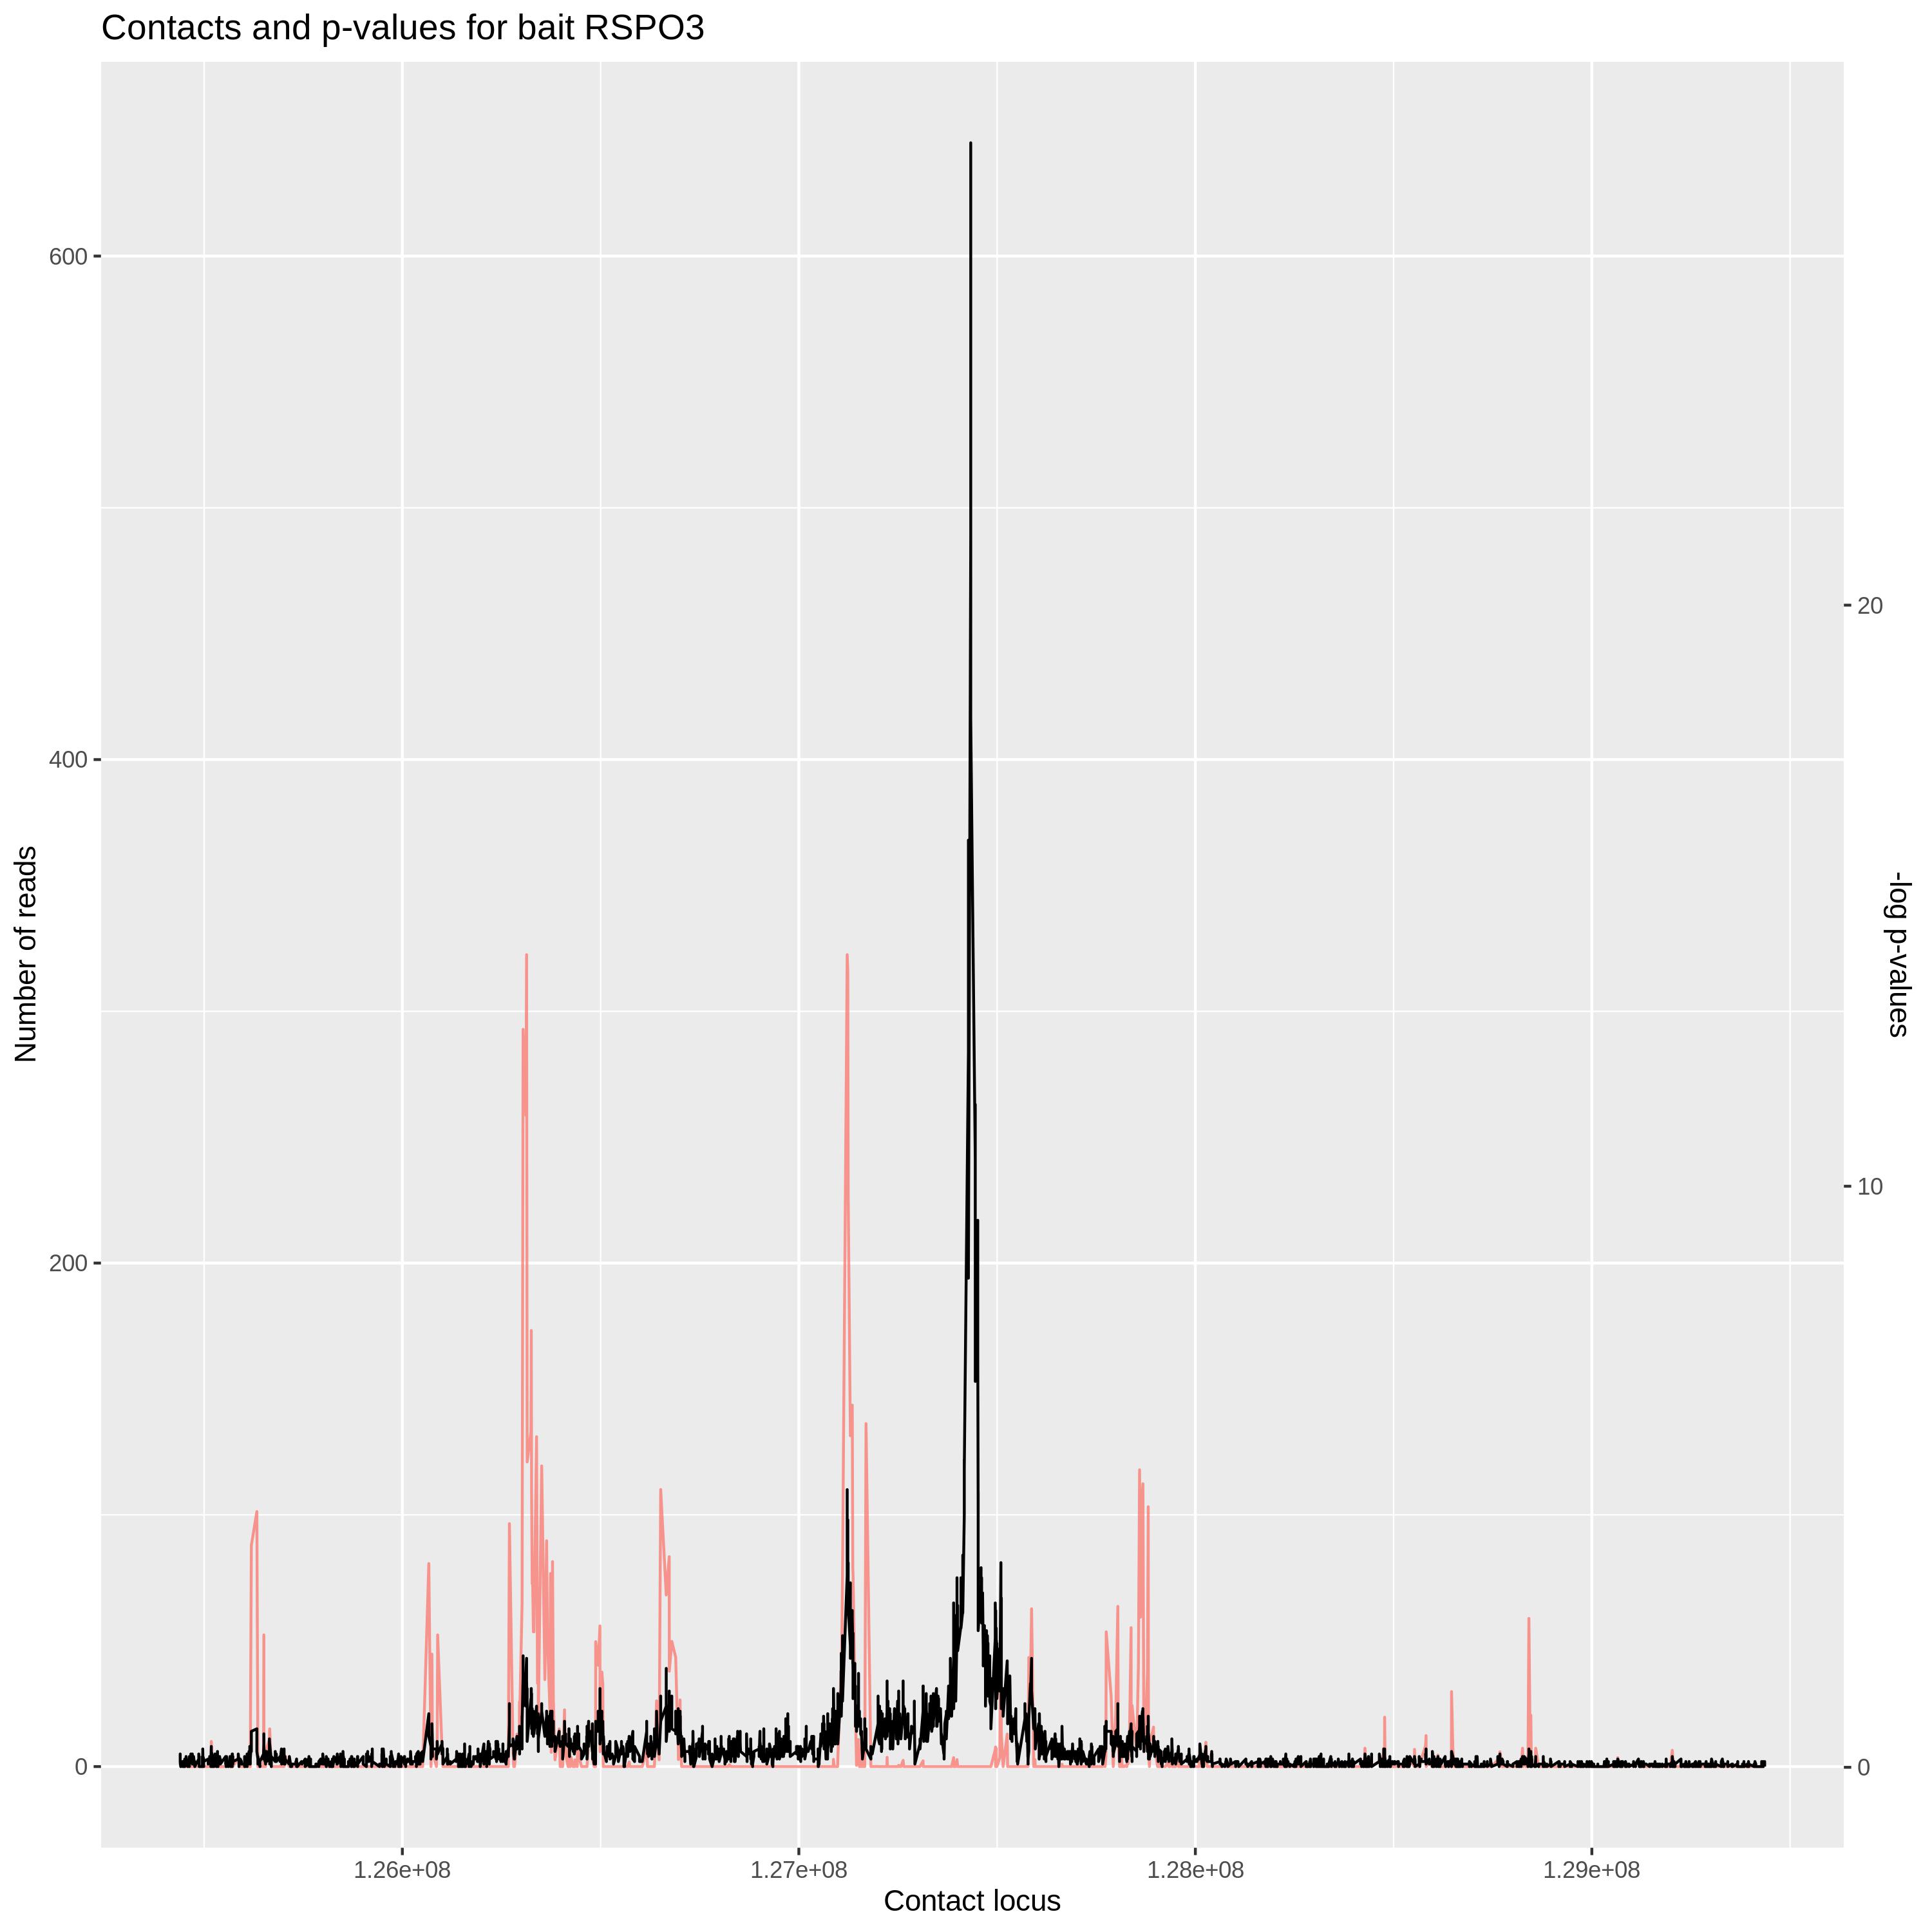 Contacts and p-values for bait RSPO3
600
400
200
0
Number of reads
20
10
0
-log p-values
1.26e+08
1.27e+08
1.28e+08
1.29e+08
Contact locus